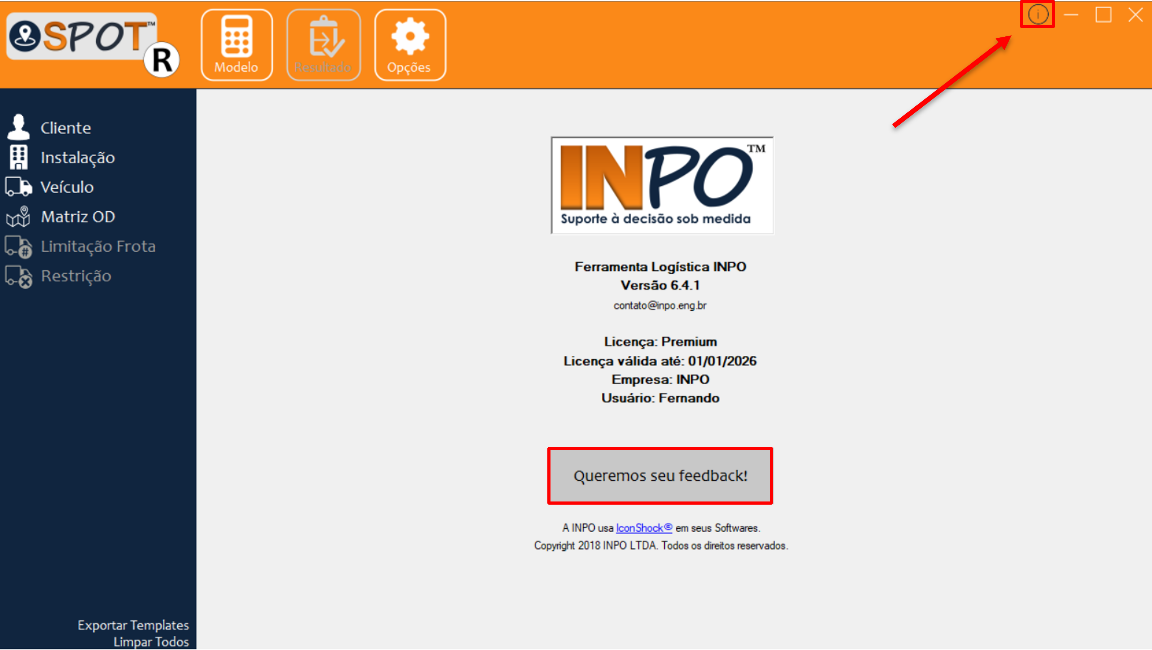 SPOT™
R
Modelo
Resultado
Opções
Cliente
Instalação
Veículo
Matriz OD
Limitação Frota
Restrição
INPO™
Suporte à decisão sob medida
Ferramenta Logística INPO
Versão 6.4.1
contato@inpo.eng.br
Licença: Premium
Licença válida até: 01/01/2026
Empresa: INPO
Usuário: Fernando
Queremos seu feedback!
A INPO usa IconShock® em seus Softwares.
Copyright 2018 INPO LTDA. Todos os direitos reservados.
Exportar Templates
Limpar Todos